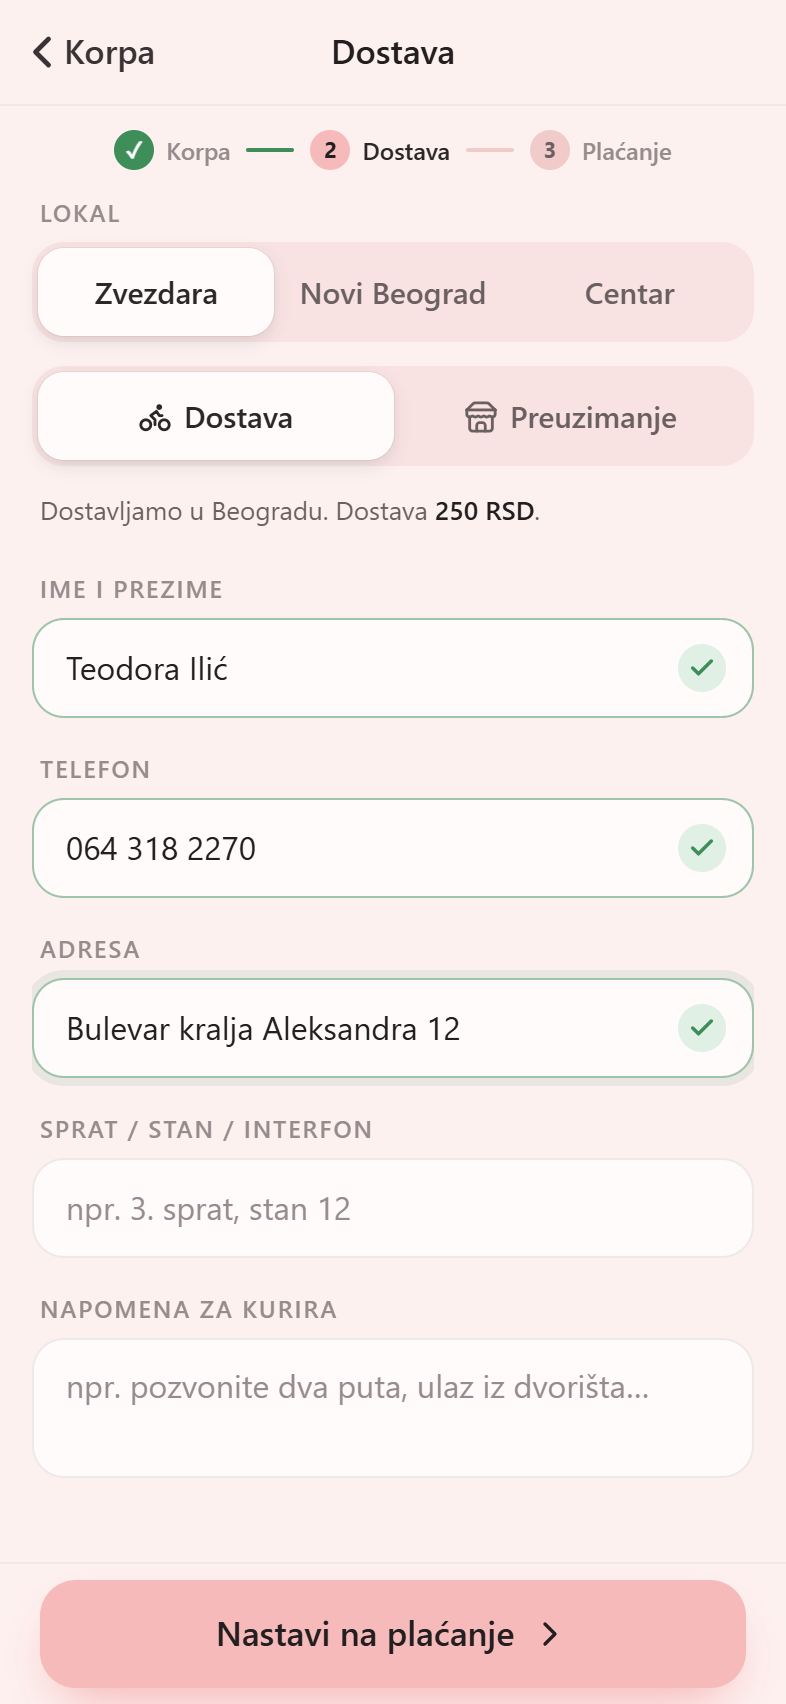 Korpa
Dostava
Korpa 2 Dostava 3 Plaćanje
LOKAL
Zvezdara Novi Beograd Centar
Dostava Preuzimanje
Dostavljamo u Beogradu. Dostava 250 RSD.
IME I PREZIME
Teodora Ilić
TELEFON
064 318 2270
ADRESA
Bulevar kralja Aleksandra 12
SPRAT / STAN / INTERFON
npr. 3. sprat, stan 12
NAPOMENA ZA KURIRA
npr. pozvonite dva puta, ulaz iz dvorišta...
Nastavi na plaćanje